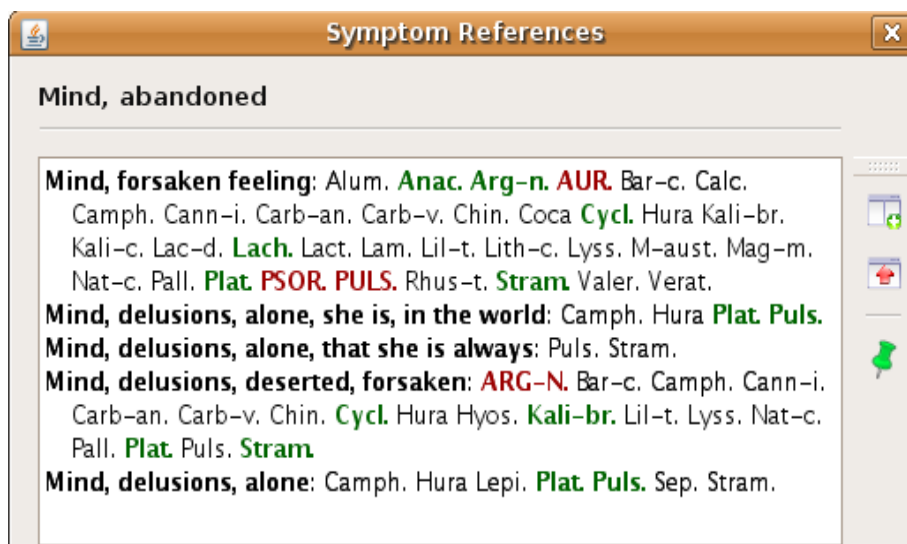 Symptom References
Mind, abandoned
Mind, forsaken feeling: Alum. Anac. Arg-n. AUR. Bar-c. Calc.
Camph. Cann-i. Carb-an. Carb-v. Chin. Coca Cycl. Hura Kali-br.
Kali-c. Lac-d. Lach. Lact. Lam. Lil-t. Lith-c. Lyss. M-aust. Mag-m.
Nat-c. Pall. Plat. PSOR. PULS. Rhus-t. Stram. Valer. Verat.
Mind, delusions, alone, she is, in the world: Camph. Hura Plat. Puls.
Mind, delusions, alone, that she is always: Puls. Stram.
Mind, delusions, deserted, forsaken: ARG-N. Bar-c. Camph. Cann-i.
Carb-an. Carb-v. Chin. Cycl. Hura Hyos. Kali-br. Lil-t. Lyss. Nat-c.
Pall. Plat. Puls. Stram.
Mind, delusions, alone: Camph. Hura Lepi. Plat. Puls. Sep. Stram.